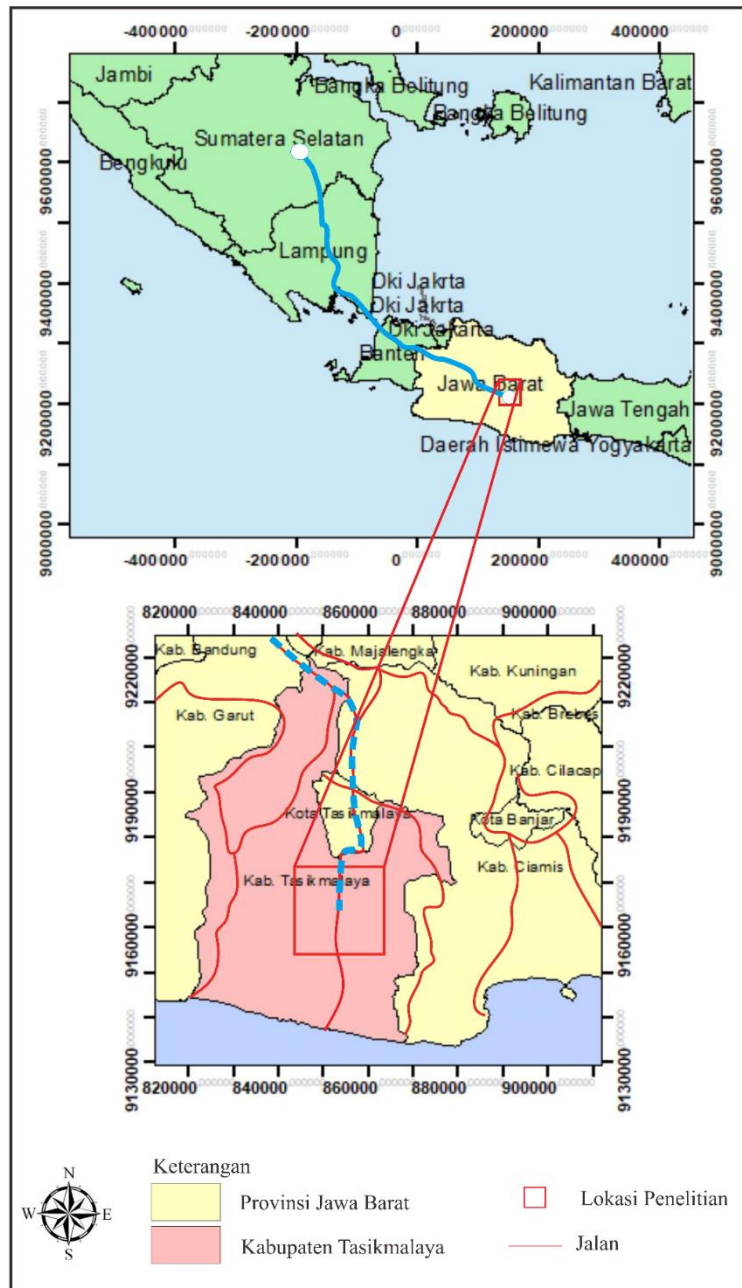 -400000 -200000 0 200000 400000
Jambi
Bangka Belitung
Kalimantan Barat
Bangka Belitung
Sumatera Selatan
Bengkulu
Lampung
Dki Jakrta
Dki Jakrta
Dki Jakarta
Banten
Jawa Barat
Jawa Tengah
Daerah Istimewa Yogyakarta
9600000
9400000
9200000
9000000
9600000
9400000
9200000
9000000
-400000 -200000 0 200000 400000
820000 840000 860000 880000 900000
Kab. Bandung
Kab. Majalengka
Kab. Kuningan
Kab. Garut
Kab. Brebes
Kab. Cilacap
Kota Tasikmalaya
Kota Banjar
Kab. Ciamis
Kab. Tasikmalaya
9220000
9190000
9160000
9130000
9220000
9190000
9160000
9130000
820000 840000 860000 880000 900000
Keterangan
N
W E
S
Provinsi Jawa Barat
Lokasi Penelitian
Kabupaten Tasikmalaya
Jalan